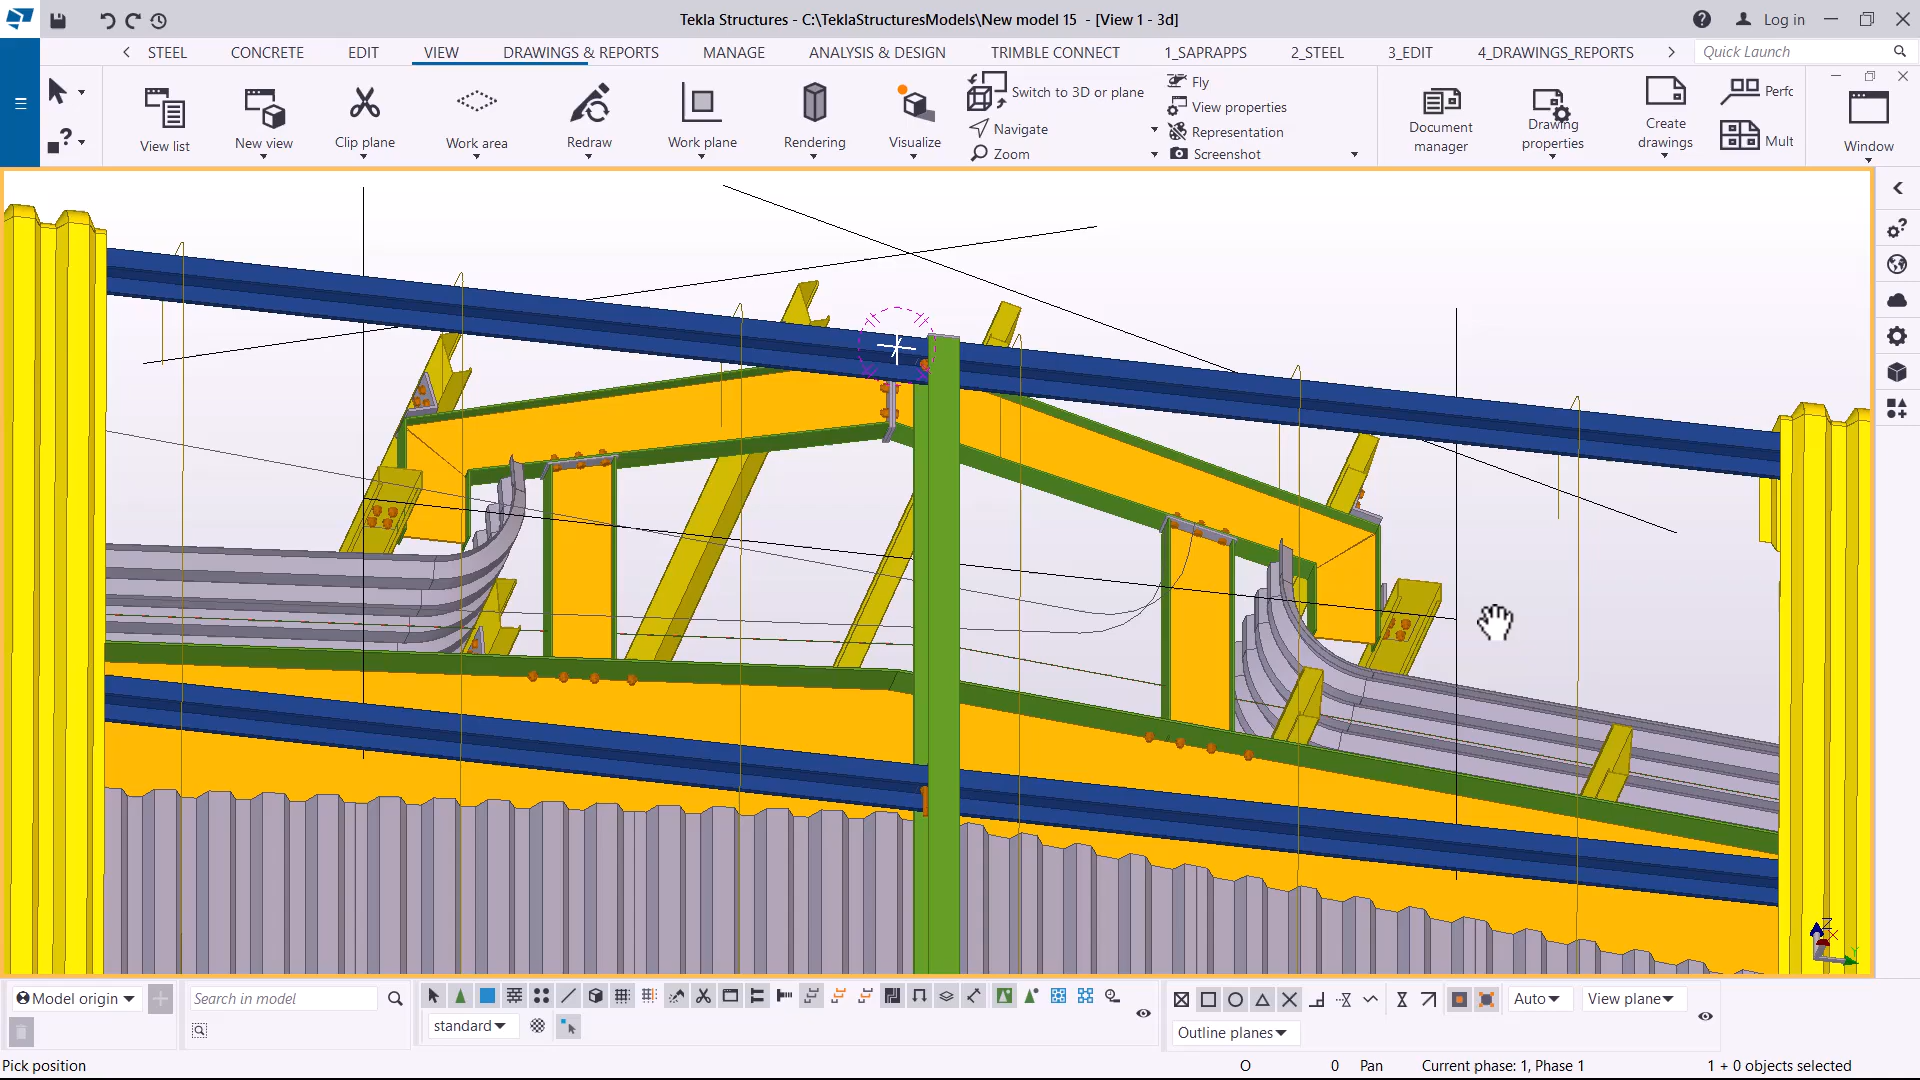 Tekla Structures - C:\TeklaStructuresModels\New model 15 - [View 1 - 3d]
Log in
STEEL CONCRETE EDIT VIEW DRAWINGS & REPORTS MANAGE ANALYSIS & DESIGN TRIMBLE CONNECT 1_SAPRAPPS 2_STEEL 3_EDIT 4_DRAWINGS_REPORTS Quick Launch
View list
New view
Clip plane
Work area
Redraw
Work plane
Rendering
Visualize
Switch to 3D or plane
Navigate
Zoom
Fly
View properties
Representation
Screenshot
Document manager
Drawing properties
Create drawings
Perfc
Mult
Window
Z
X
Y
Model origin
Search in model
standard
Auto
View plane
Outline planes
Pick position
O
0
Pan
Current phase: 1, Phase 1
1 + 0 objects selected